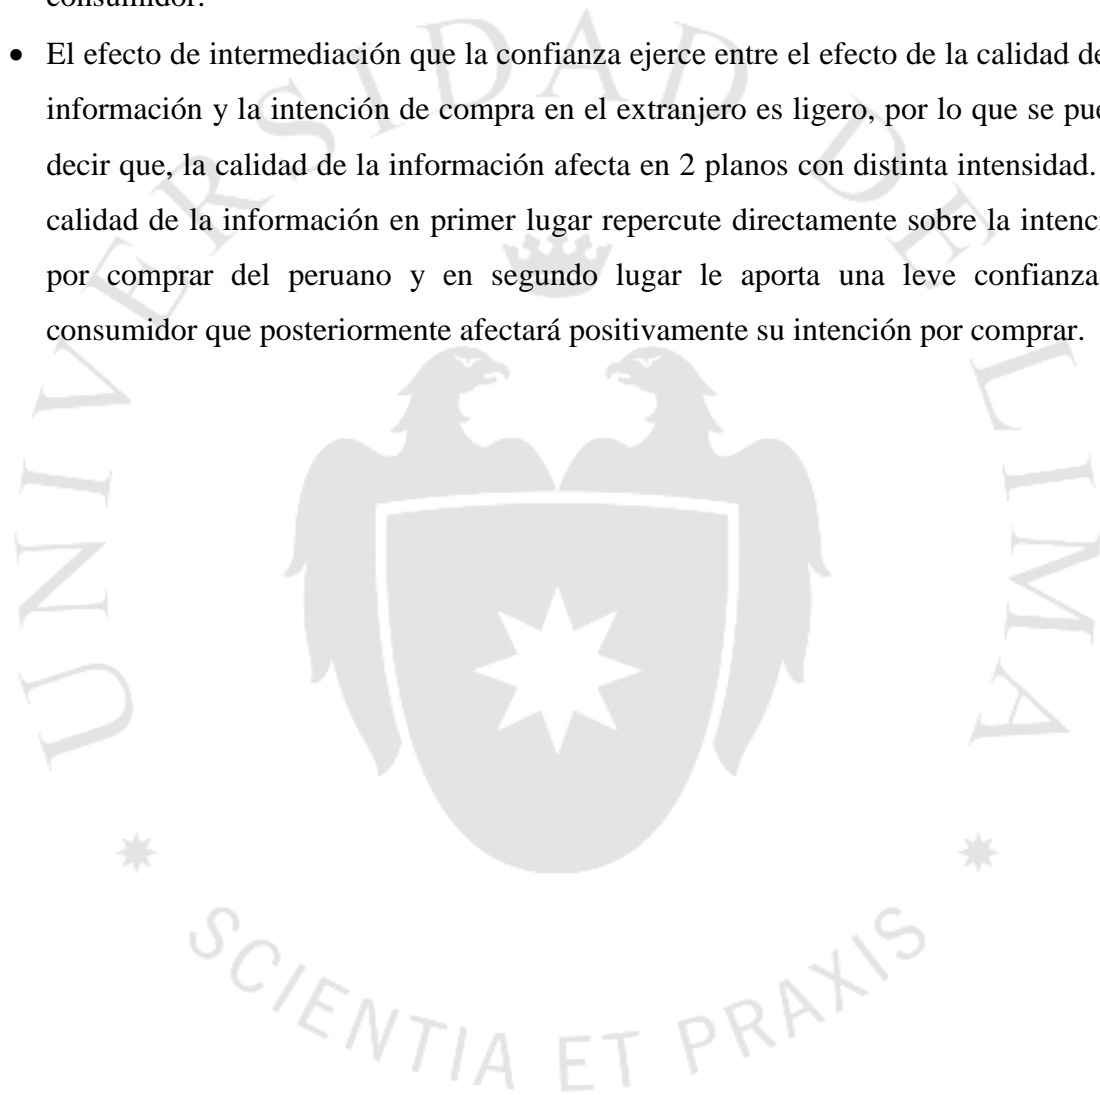 consumidor.
• El efecto de intermediación que la confianza ejerce entre el efecto de la calidad de
información y la intención de compra en el extranjero es ligero, por lo que se pue
decir que, la calidad de la información afecta en 2 planos con distinta intensidad.
calidad de la información en primer lugar repercute directamente sobre la intenci
por comprar del peruano y en segundo lugar le aporta una leve confianza
consumidor que posteriormente afectará positivamente su intención por comprar.
UNIVERSIDAD DE LIMA
SCIENTIA ET PRAXIS